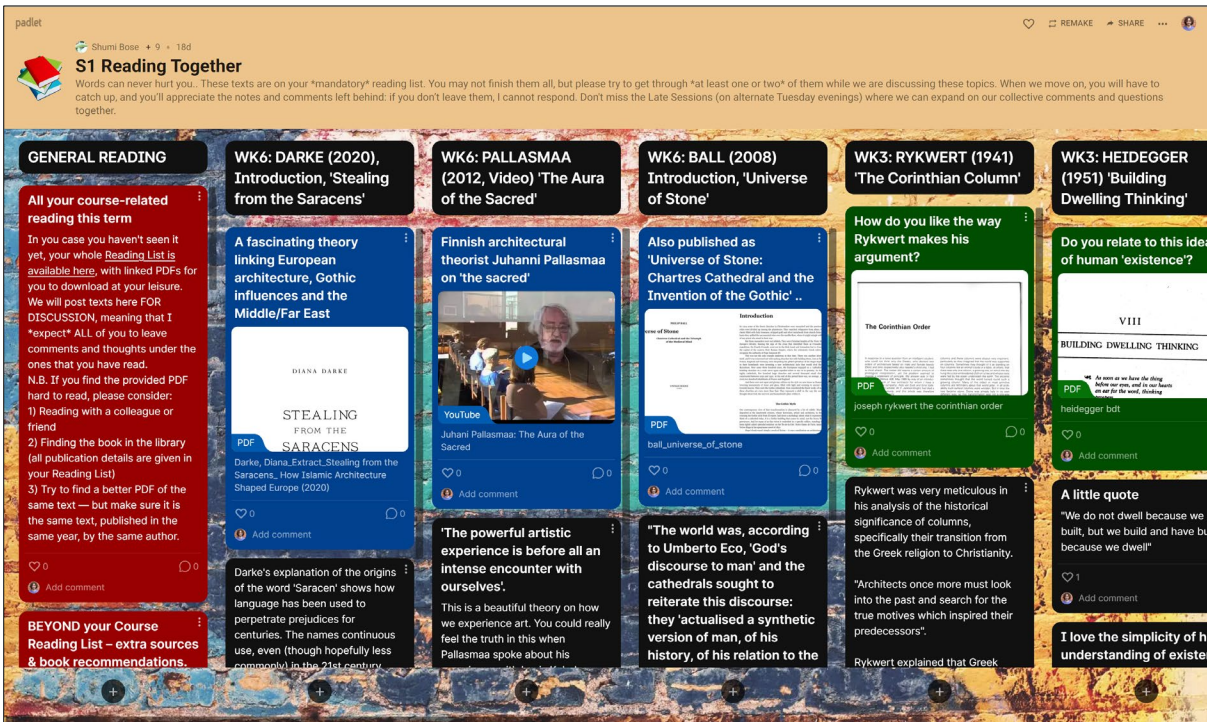 padlet
REMAKE
SHARE
Shumi Bose + 9 • 18d
S1 Reading Together
Words can never hurt you.. These texts are on your *mandatory* reading list. You may not finish them all, but please try to get through *at least one or two* of them while we are discussing these topics. When we move on, you will have to
catch up, and you'll appreciate the notes and comments left behind: if you don't leave them, I cannot respond. Don't miss the Late Sessions (on alternate Tuesday evenings) where we can expand on our collective comments and questions
together.
GENERAL READING
All your course-related
reading this term
In you case you haven't seen it
yet, your whole Reading List is
available here, with linked PDFs for
you to download at your leisure.
We will post texts here FOR
DISCUSSION, meaning that I
*expect* ALL of you to leave
comments and thoughts under the
ones that you have read.
N.B. If you find the provided PDF
hard to read, please consider:
1) Reading with a colleague or
friend
2) Finding the book in the library
(all publication details are given in
your Reading List)
3) Try to find a better PDF of the
same text — but make sure it is
the same text, published in the
same year, by the same author.
0
0
Add comment
BEYOND your Course
Reading List – extra sources
& book recommendations.
WK6: DARKE (2020),
Introduction, 'Stealing
from the Saracens'
A fascinating theory
linking European
architecture, Gothic
influences and the
Middle/Far East
DIANA DARKE
STEALING
FROM THE
SARACENS
PDF
Darke, Diana_Extract_Stealing from the
Saracens_ How Islamic Architecture
Shaped Europe (2020)
0
0
Add comment
Darke's explanation of the origins
of the word 'Saracen' shows how
language has been used to
perpetrate prejudices for
centuries. The names continuous
use, even (though hopefully less
commonly) in the 21st century
WK6: PALLASMAA
(2012, Video) 'The Aura
of the Sacred'
Finnish architectural
theorist Juhanni Pallasmaa
on 'the sacred'
YouTube
Juhani Pallasmaa: The Aura of the
Sacred
0
0
Add comment
'The powerful artistic
experience is before all an
intense encounter with
ourselves'.
This is a beautiful theory on how
we experience art. You could really
feel the truth in this when
Pallasmaa spoke about his
WK6: BALL (2008)
Introduction, 'Universe
of Stone'
Also published as
'Universe of Stone:
Chartres Cathedral and the
Invention of the Gothic' ..
Introduction
PHILIP BALL
erse of Stone
PDF
ball_universe_of_stone
0
0
Add comment
"The world was, according
to Umberto Eco, 'God's
discourse to man' and the
cathedrals sought to
reiterate this discourse:
they 'actualised a synthetic
version of man, of his
history, of his relation to the
WK3: RYKWERT (1941)
'The Corinthian Column'
How do you like the way
Rykwert makes his
argument?
The Corinthian Order
PDF
joseph rykwert the corinthian order
0
0
Add comment
Rykwert was very meticulous in
his analysis of the historical
significance of columns,
specifically their transition from
the Greek religion to Christianity.
"Architects once more must look
into the past and search for the
true motives which inspired their
predecessors".
Rykwert explained that Greek
WK3: HEIDEGGER
(1951) 'Building
Dwelling Thinking'
Do you relate to this idea
of human 'existence'?
VIII
BUILDING DWELLING THINKING
As soon as we have the thing
before our eyes, and in our hearts
an ear for the word, thinking
PDF
heidegger bdt
0
Add comment
A little quote
"We do not dwell because we
built, but we build and have bu
because we dwell"
1
Add comment
I love the simplicity of h
understanding of existe